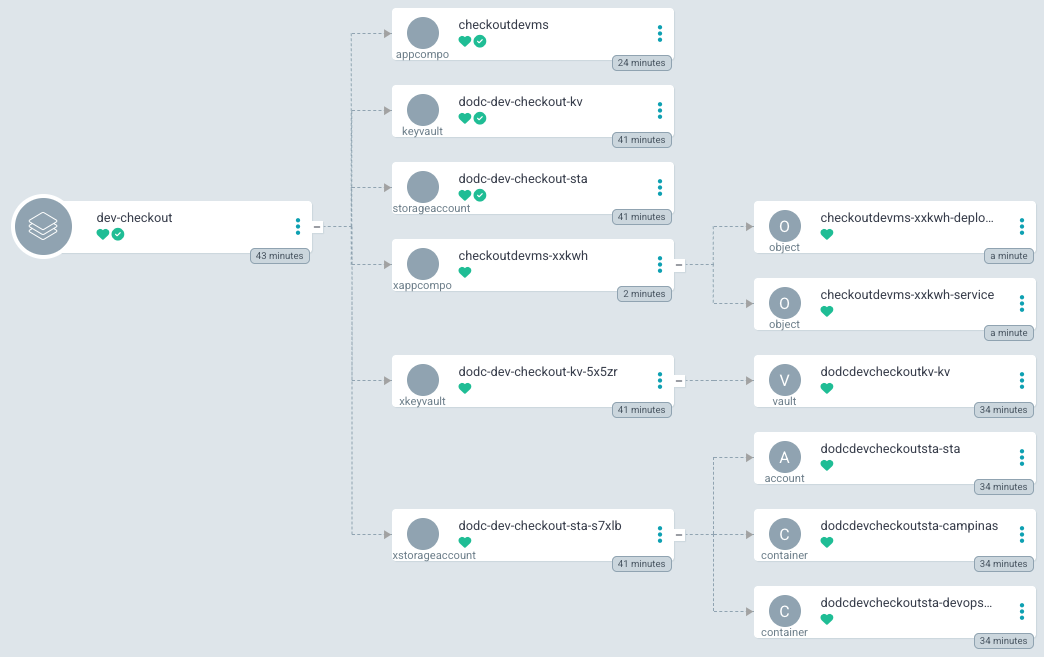 dev-checkout
43 minutes
checkoutdevms
appcompo
24 minutes
dodc-dev-checkout-kv
keyvault
41 minutes
dodc-dev-checkout-sta
storageaccount
41 minutes
checkoutdevms-xxkwh
xappcompo
2 minutes
dodc-dev-checkout-kv-5x5zr
xkeyvault
41 minutes
dodc-dev-checkout-sta-s7xlb
xstorageaccount
41 minutes
O
checkoutdevms-xxkwh-deplo...
object
a minute
O
checkoutdevms-xxkwh-service
object
a minute
V
dodcdevcheckoutkv-kv
vault
34 minutes
A
dodcdevcheckoutsta-sta
account
34 minutes
C
dodcdevcheckoutsta-campinas
container
34 minutes
C
dodcdevcheckoutsta-devops...
container
34 minutes